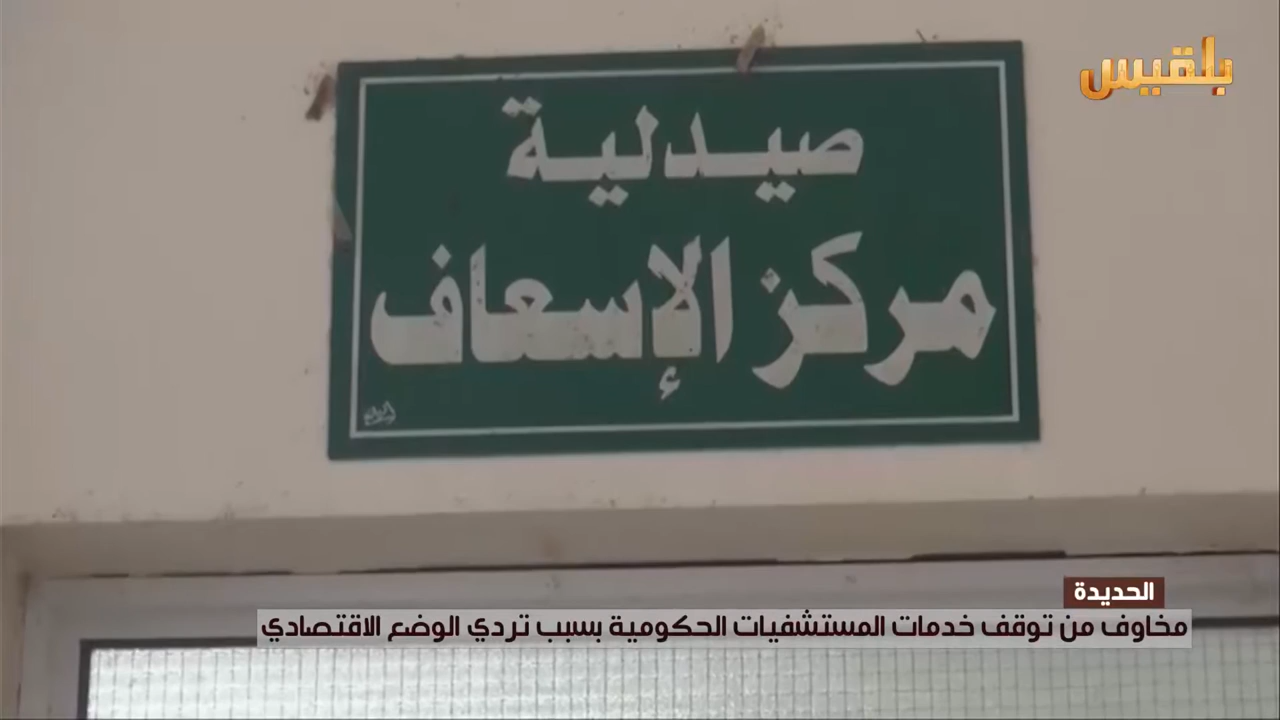 بلقيس
صيدلية
مركز الإسعاف
الحديدة
مخاوف من توقف خدمات المستشفيات الحكومية بسبب تردي الوضع الاقتصادي